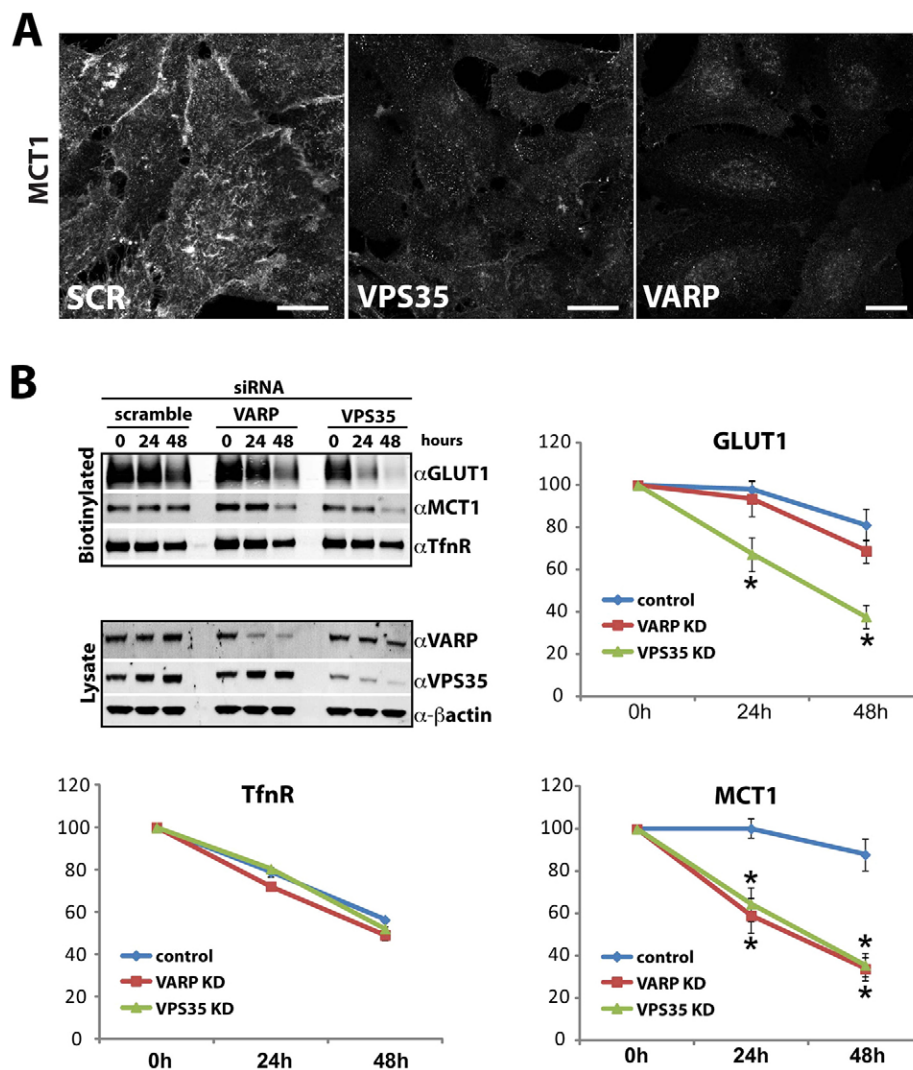 A
MCT1
SCR
VPS35
VARP
B
siRNA
scramble VARP VPS35
0 24 48 0 24 48 0 24 48 hours
Biotinylated
αGLUT1
αMCT1
αTfnR
Lysate
αVARP
αVPS35
α-βactin
GLUT1
120
100
80
60
40
20
0
*
*
control
VARP KD
VPS35 KD
0h 24h 48h
TfnR
120
100
80
60
40
20
0
control
VARP KD
VPS35 KD
0h 24h 48h
MCT1
120
100
80
60
40
20
0
*
*
*
*
control
VARP KD
VPS35 KD
0h 24h 48h